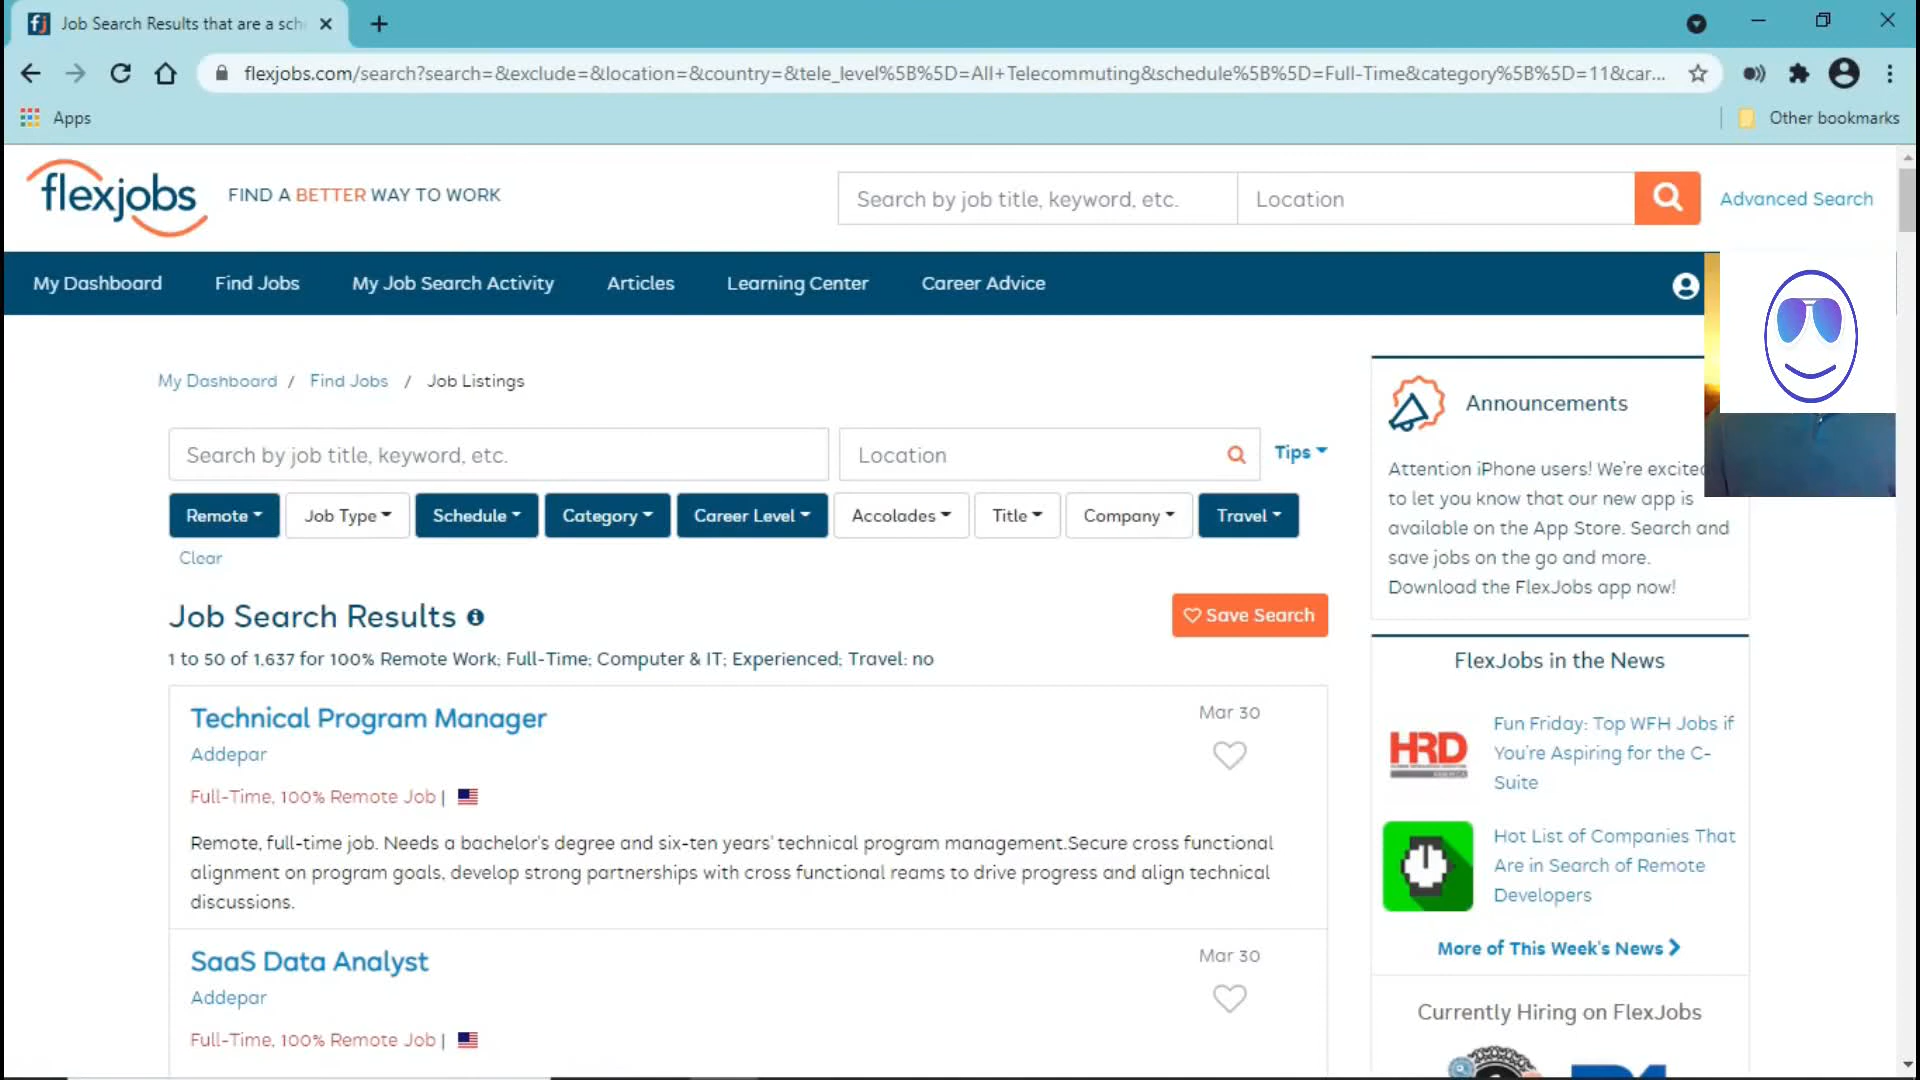 Job Search Results that are a sch
flexjobs.com/search?search=&exclude=&location=&country=&tele_level%5B%5D=All+Telecommuting&schedule%5B%5D=Full-Time&category%5B%5D=11&car...
Apps
Other bookmarks
flexjobs
FIND A BETTER WAY TO WORK
Search by job title, keyword, etc.
Location
Advanced Search
My Dashboard
Find Jobs
My Job Search Activity
Articles
Learning Center
Career Advice
My Dashboard / Find Jobs / Job Listings
Search by job title, keyword, etc.
Location
Tips
Remote
Job Type
Schedule
Category
Career Level
Accolades
Title
Company
Travel
Clear
Job Search Results
Save Search
1 to 50 of 1,637 for 100% Remote Work; Full-Time; Computer & IT; Experienced; Travel: no
Technical Program Manager
Mar 30
Addepar
Full-Time, 100% Remote Job |
Remote, full-time job. Needs a bachelor's degree and six-ten years' technical program management.Secure cross functional
alignment on program goals, develop strong partnerships with cross functional reams to drive progress and align technical
discussions.
SaaS Data Analyst
Mar 30
Addepar
Full-Time, 100% Remote Job |
Announcements
Attention iPhone users! We're excited
to let you know that our new app is
available on the App Store. Search and
save jobs on the go and more.
Download the FlexJobs app now!
FlexJobs in the News
HRD
Fun Friday: Top WFH Jobs if
You're Aspiring for the C-
Suite
Hot List of Companies That
Are in Search of Remote
Developers
More of This Week's News
Currently Hiring on FlexJobs